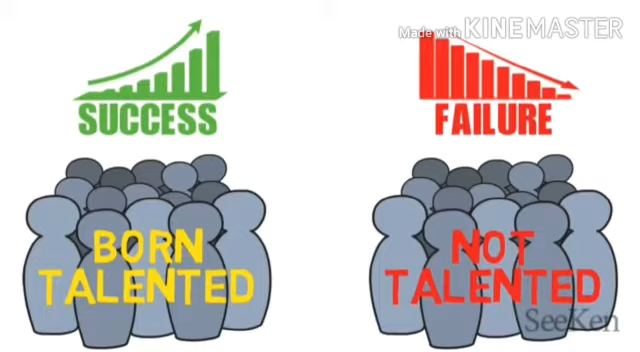 Made with KINEMASTER
SUCCESS
FAILURE
BORN
TALENTED
NOT
TALENTED
SeeKen